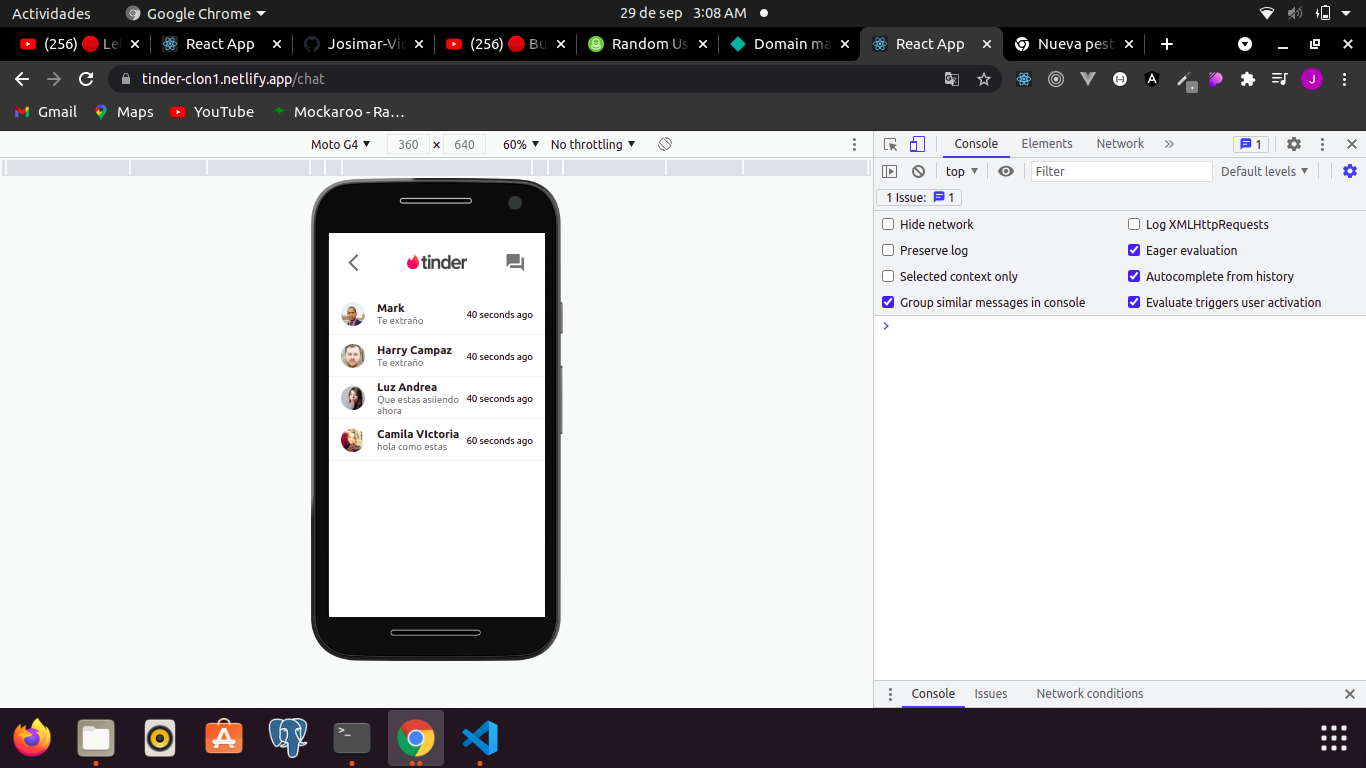 Actividades
Google Chrome
29 de sep 3:08 AM
(256) Le
React App
Josimar-Vic
(256) Bu
Random Us
Domain ma
React App
Nueva pest
tinder-clon1.netlify.app/chat
J
Gmail
Maps
YouTube
Mockaroo - Ra...
Moto G4
360 × 640
60%
No throttling
Console
Elements
Network
1
top
Filter
Default levels
1 Issue: 1
Hide network
Log XMLHttpRequests
Preserve log
Eager evaluation
Selected context only
Autocomplete from history
Group similar messages in console
Evaluate triggers user activation
tinder
Mark
Te extraño
40 seconds ago
Harry Campaz
Te extraño
40 seconds ago
Luz Andrea
Que estas asiiendo
ahora
40 seconds ago
Camila VIctoria
hola como estas
60 seconds ago
Console
Issues
Network conditions